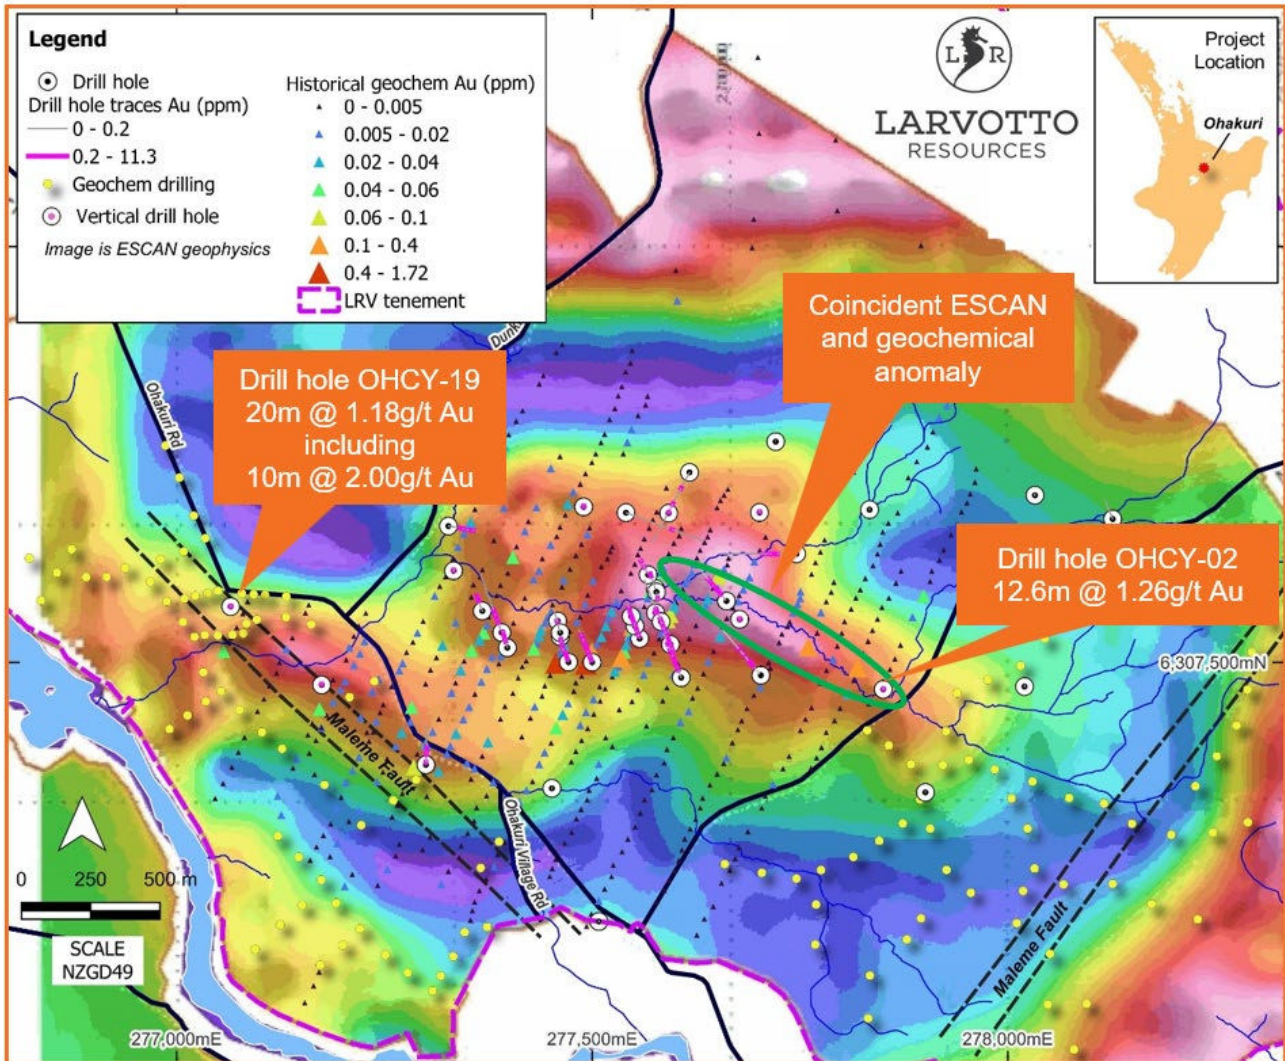 Legend
Drill hole
Drill hole traces Au (ppm)
0 - 0.2
0.2 - 11.3
Geochem drilling
Vertical drill hole
Image is ESCAN geophysics
Historical geochem Au (ppm)
0 - 0.005
0.005 - 0.02
0.02 - 0.04
0.04 - 0.06
0.06 - 0.1
0.1 - 0.4
0.4 - 1.72
LRV tenement
L R
LARVOTTO
RESOURCES
Project
Location
Ohakuri
Coincident ESCAN
and geochemical
anomaly
Drill hole OHCY-19
20m @ 1.18g/t Au
including
10m @ 2.00g/t Au
Ohakuri Rd
Drill hole OHCY-02
12.6m @ 1.26g/t Au
6,307,500mN
Maleme Fault
Ohakuri Village Rd
Maleme Fault
0 250 500 m
SCALE
NZGD49
277,000mE
277,500mE
278,000mE